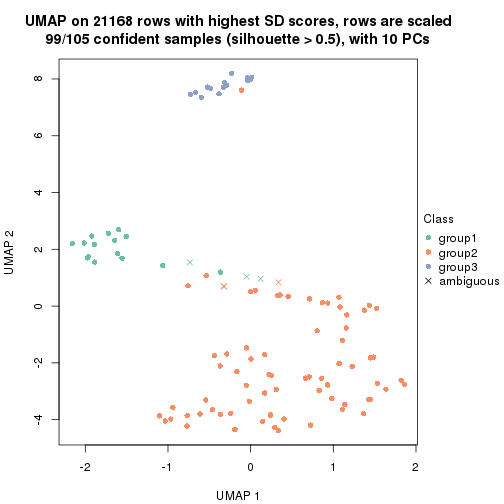 UMAP on 21168 rows with highest SD scores, rows are scaled
99/105 confident samples (silhouette > 0.5), with 10 PCs
8
6
4
2
0
-2
-4
UMAP 2
-2
-1
0
1
2
UMAP 1
Class
group1
group2
group3
ambiguous